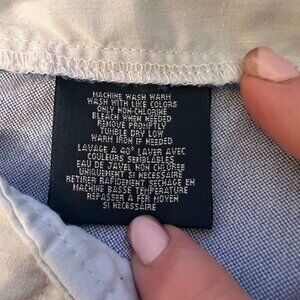 MACHINE WASH WARM
WASH WITH LIKE COLORS
ONLY NON-CHLORINE
BLEACH WHEN NEEDED
REMOVE PROMPTLY
TUMBLE DRY LOW
WARM IRON IF NEEDED
LAVAGE A 40° LAVER AVEC
COULEURS SEMBLABLES
EAU DE JAVEL NON CHLOREE
UNIQUEMENT SI NECESSAIRE
RETIRER RAPIDEMENT SECHAGE EN
MACHINE BASSE TEMPERATURE
REPASSER A FER MOYEN
SI NECESSAIRE